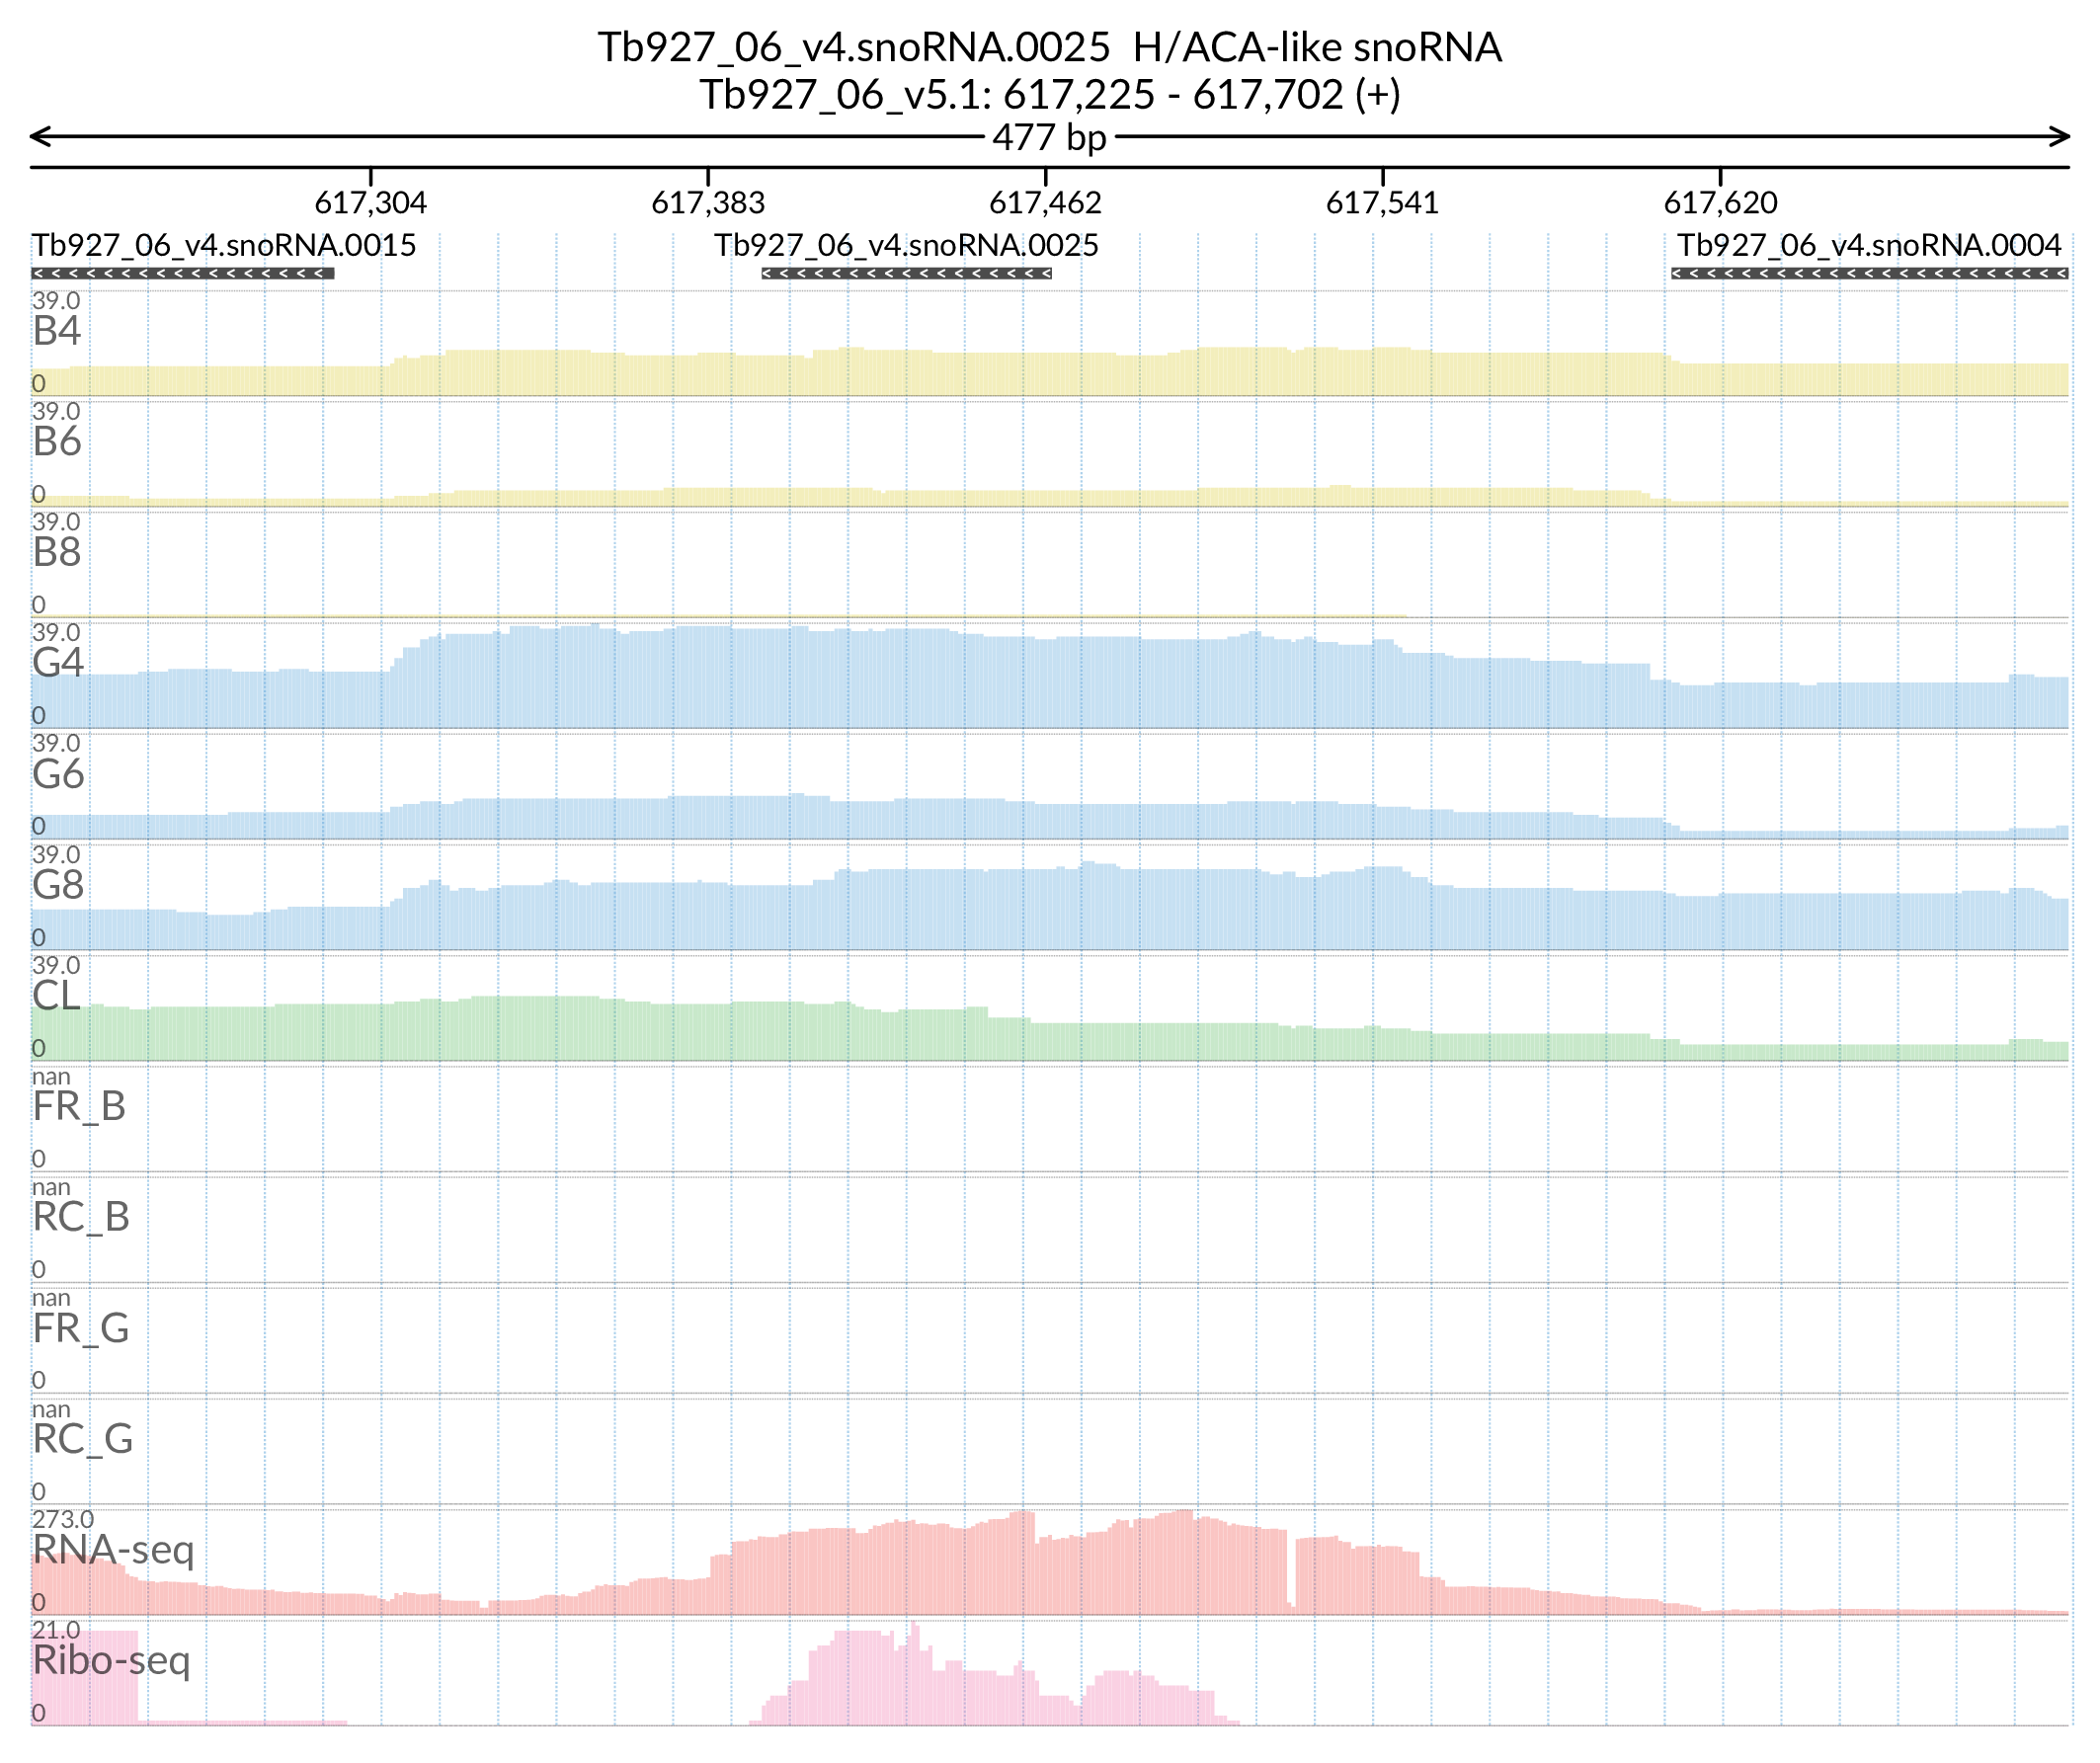 Tb927_06_v4.snoRNA.0025  H/ACA-like snoRNA
Tb927_06_v5.1: 617,225 - 617,702 (+)
477 bp
617,304 617,383 617,462 617,541 617,620
Tb927_06_v4.snoRNA.0015 Tb927_06_v4.snoRNA.0025 Tb927_06_v4.snoRNA.0004
39.0
B4
0
39.0
B6
0
39.0
B8
0
39.0
G4
0
39.0
G6
0
39.0
G8
0
39.0
CL
0
nan
FR_B
0
nan
RC_B
0
nan
FR_G
0
nan
RC_G
0
273.0
RNA-seq
0
21.0
Ribo-seq
0